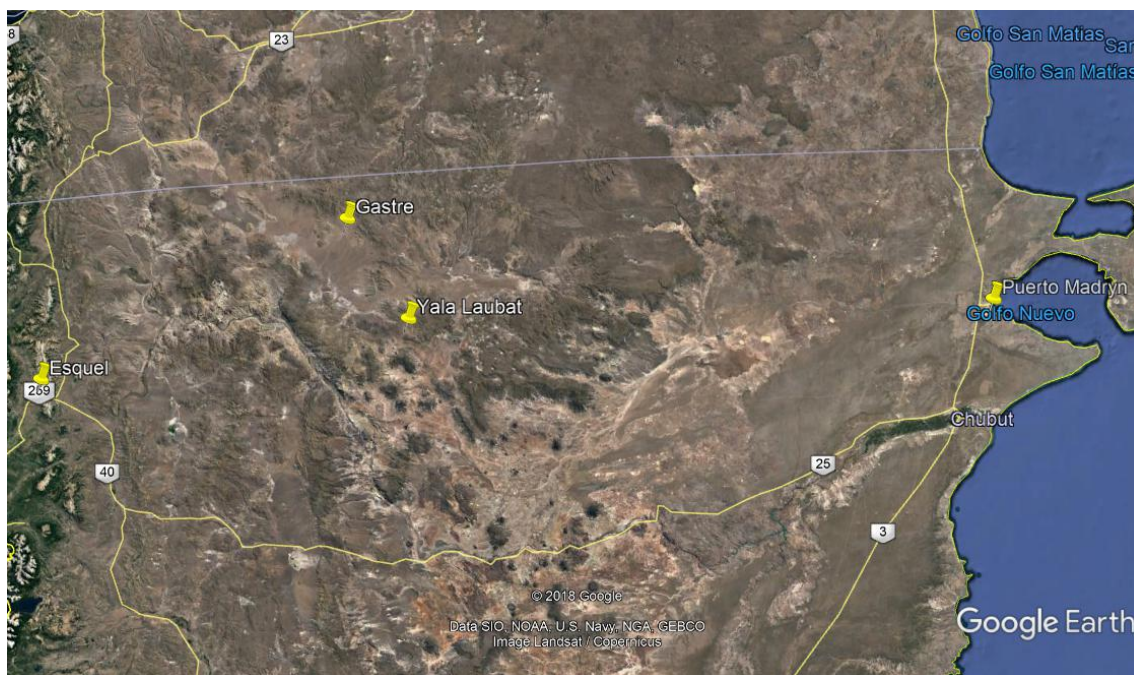 23
Golfo San Matías
San
Golfo San Matías
Gastre
Puerto Madryn
Golfo Nuevo
Yala Laubat
Esquel
259
Chubut
40
25
3
© 2018 Google
Data SIO, NOAA, U.S. Navy, NGA, GEBCO
Image Landsat / Copernicus
Google Earth